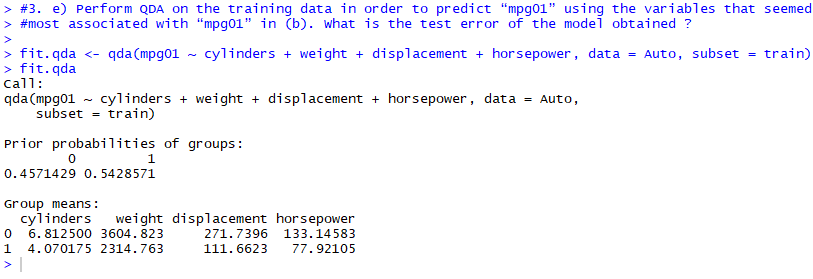 > #3. e) Perform QDA on the training data in order to predict “mpg01” using the variables that seemed
> #most associated with “mpg01” in (b). What is the test error of the model obtained ?
>
> fit.qda <- qda(mpg01 ~ cylinders + weight + displacement + horsepower, data = Auto, subset = train)
> fit.qda
Call:
qda(mpg01 ~ cylinders + weight + displacement + horsepower, data = Auto,
    subset = train)

Prior probabilities of groups:
        0         1
0.4571429 0.5428571

Group means:
  cylinders   weight displacement horsepower
0  6.812500 3604.823     271.7396  133.14583
1  4.070175 2314.763     111.6623   77.92105
>